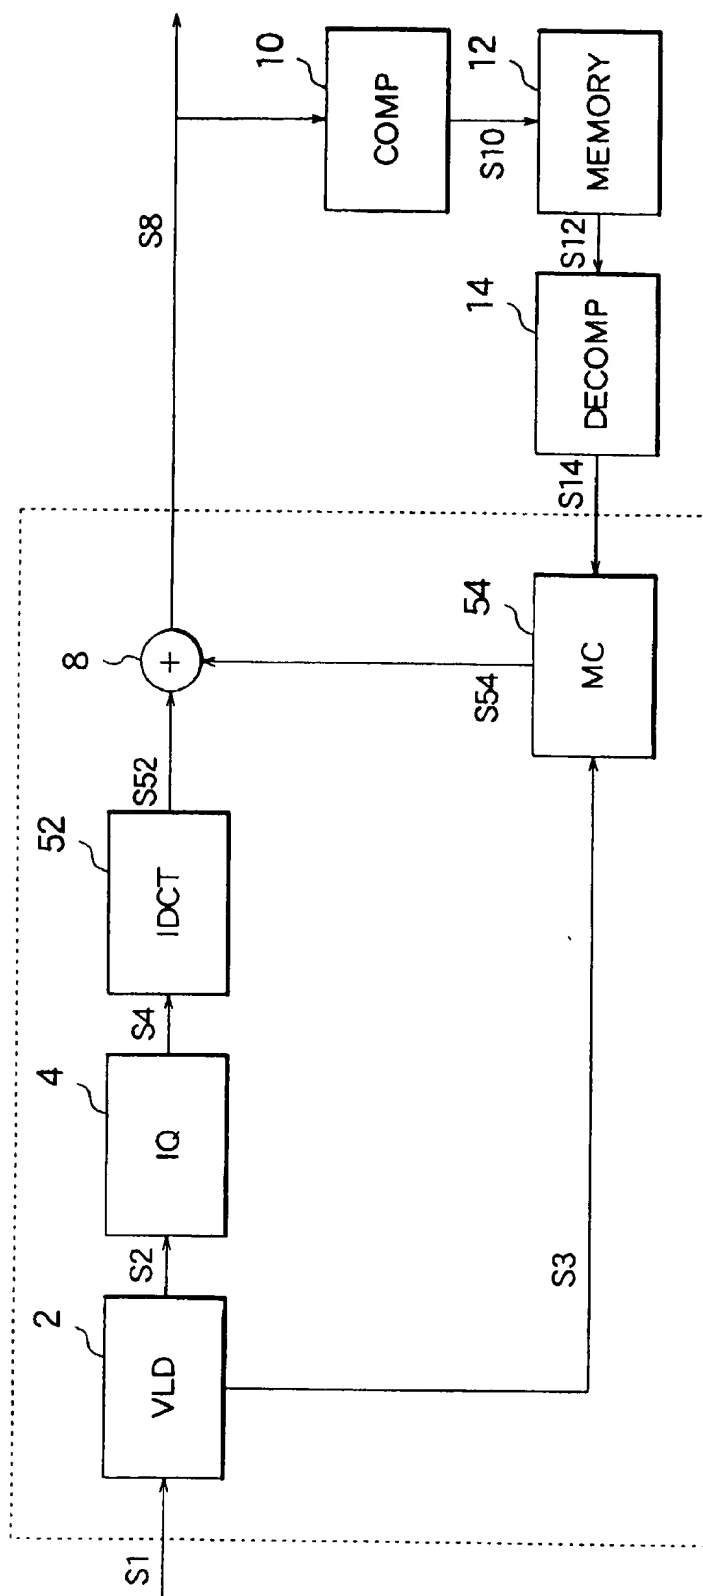 S1
2
VLD
S2
4
IQ
S4
52
IDCT
S52
8
+
S8
10
COMP
S10
12
MEMORY
S12
14
DECOMP
S14
54
MC
S54
S3